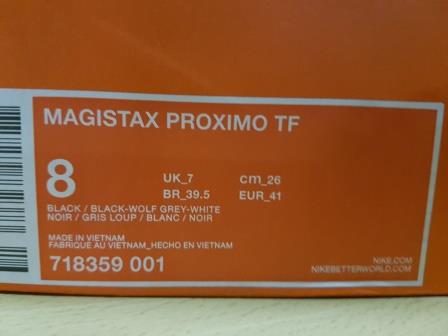 MAGISTAX PROXIMO TF
8
UK_7 cm_26
BR_39.5 EUR_41
BLACK / BLACK-WOLF GREY-WHITE
NOIR / GRIS LOUP / BLANC / NOIR
MADE IN VIETNAM
FABRIQUE AU VIETNAM_HECHO EN VIETNAM
718359 001
NIKE.COM
NIKEBETTERWORLD.COM